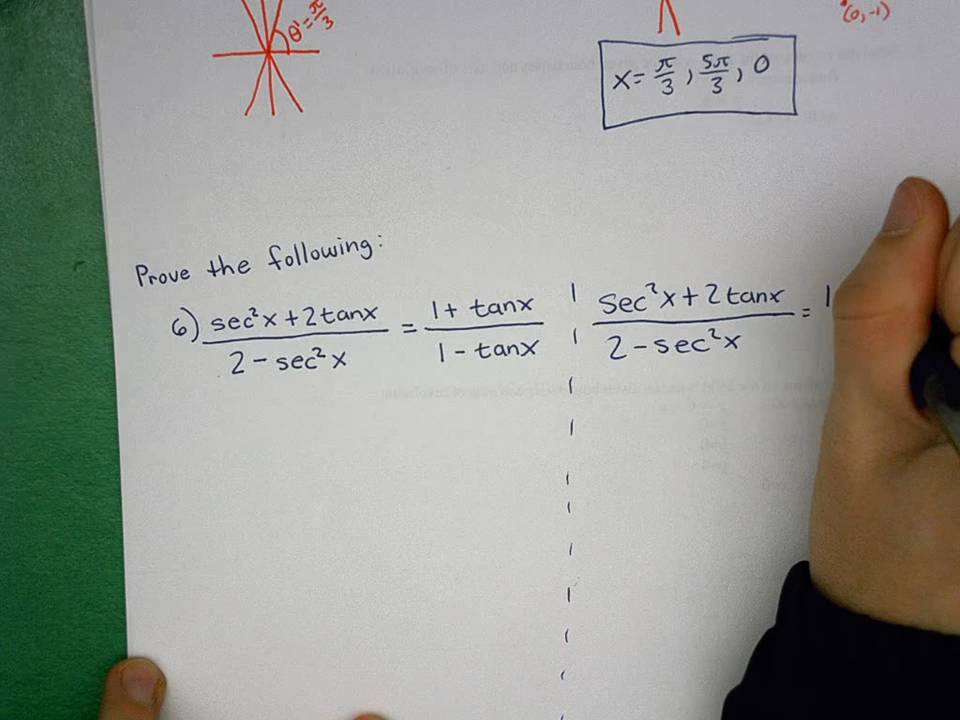 θ' = π/3
(0, -1)
x = π/3, 5π/3, 0
Prove the following:
6) (sec²x + 2tanx)/(2 - sec²x) = (1 + tanx)/(1 - tanx)
(sec²x + 2tanx)/(2 - sec²x) = 1